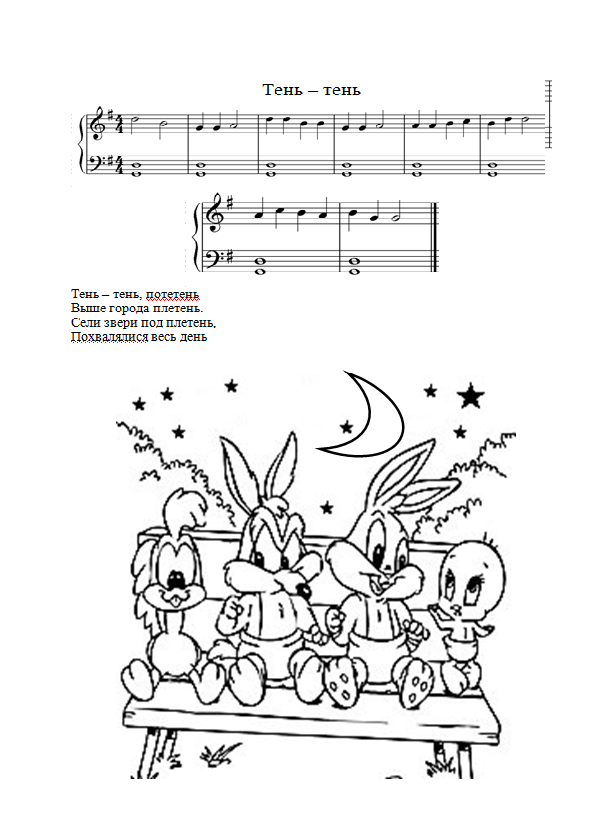 Тень – тень
Тень – тень, потетень
Выше города плетень.
Сели звери под плетень,
Похвалялися весь день